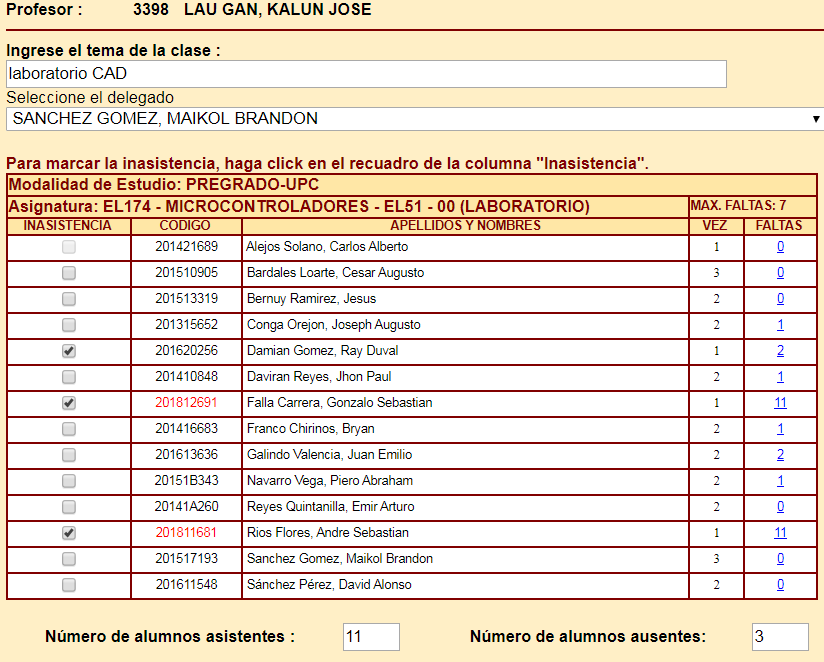 Profesor : 3398 LAU GAN, KALUN JOSE
Ingrese el tema de la clase :
laboratorio CAD
Seleccione el delegado
SANCHEZ GOMEZ, MAIKOL BRANDON
Para marcar la inasistencia, haga click en el recuadro de la columna "Inasistencia".
Modalidad de Estudio: PREGRADO-UPC
Asignatura: EL174 - MICROCONTROLADORES - EL51 - 00 (LABORATORIO) MAX. FALTAS: 7
INASISTENCIA CODIGO APELLIDOS Y NOMBRES VEZ FALTAS
201421689 Alejos Solano, Carlos Alberto 1 0
201510905 Bardales Loarte, Cesar Augusto 3 0
201513319 Bernuy Ramirez, Jesus 2 0
201315652 Conga Orejon, Joseph Augusto 2 1
201620256 Damian Gomez, Ray Duval 1 2
201410848 Daviran Reyes, Jhon Paul 2 1
201812691 Falla Carrera, Gonzalo Sebastian 1 11
201416683 Franco Chirinos, Bryan 2 1
201613636 Galindo Valencia, Juan Emilio 2 2
20151B343 Navarro Vega, Piero Abraham 2 1
20141A260 Reyes Quintanilla, Emir Arturo 2 0
201811681 Rios Flores, Andre Sebastian 1 11
201517193 Sanchez Gomez, Maikol Brandon 3 0
201611548 Sánchez Pérez, David Alonso 2 0
Número de alumnos asistentes : 11 Número de alumnos ausentes: 3